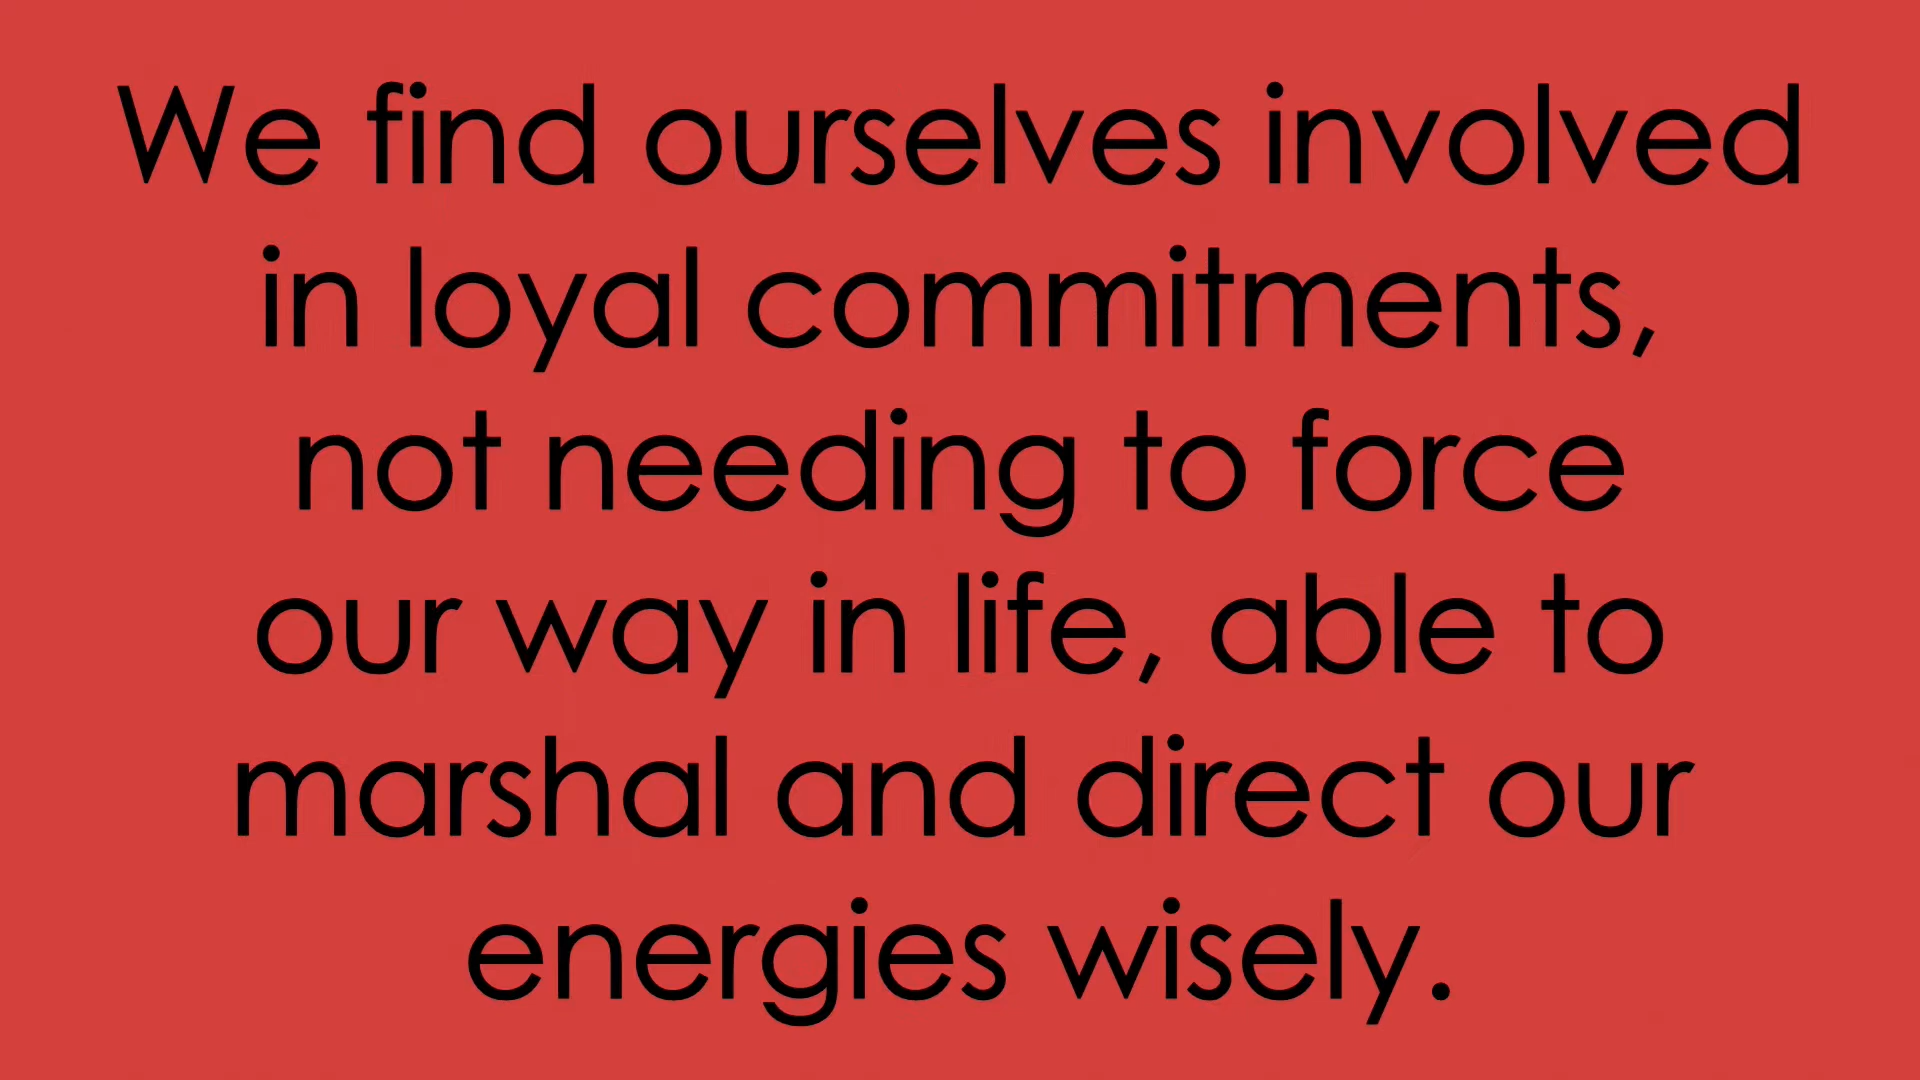 We find ourselves involved
in loyal commitments,
not needing to force
our way in life, able to
marshal and direct our
energies wisely.